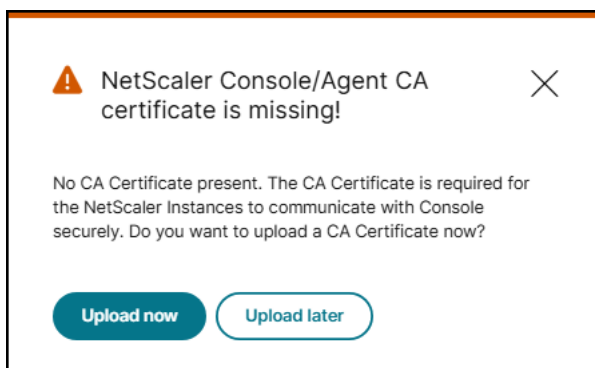 NetScaler Console/Agent CA
certificate is missing!
No CA Certificate present. The CA Certificate is required for
the NetScaler Instances to communicate with Console
securely. Do you want to upload a CA Certificate now?
Upload now
Upload later